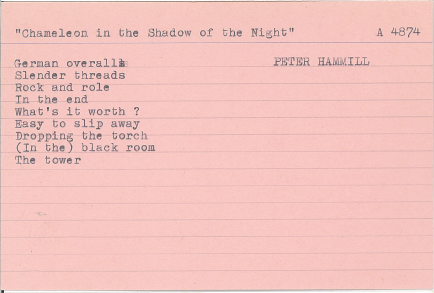 "Chameleon in the Shadow of the Night" A 4874
German overalls PETER HAMMILL
Slender threads
Rock and role
In the end
What's it worth ?
Easy to slip away
Dropping the torch
(In the) black room
The tower